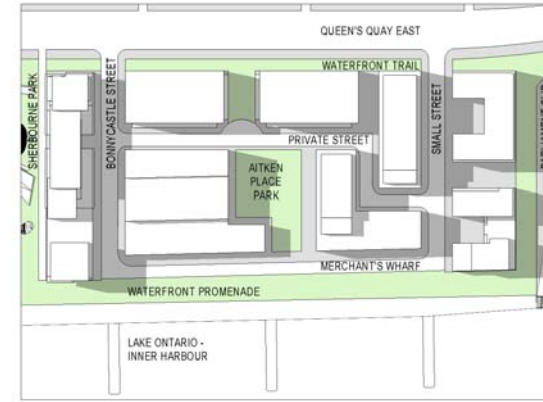 QUEEN'S QUAY EAST
WATERFRONT TRAIL
SHERBOURNE PARK
BONNYCASTLE STREET
SMALL STREET
PRIVATE STREET
AITKEN
PLACE
PARK
MERCHANT'S WHARF
WATERFRONT PROMENADE
LAKE ONTARIO -
INNER HARBOUR